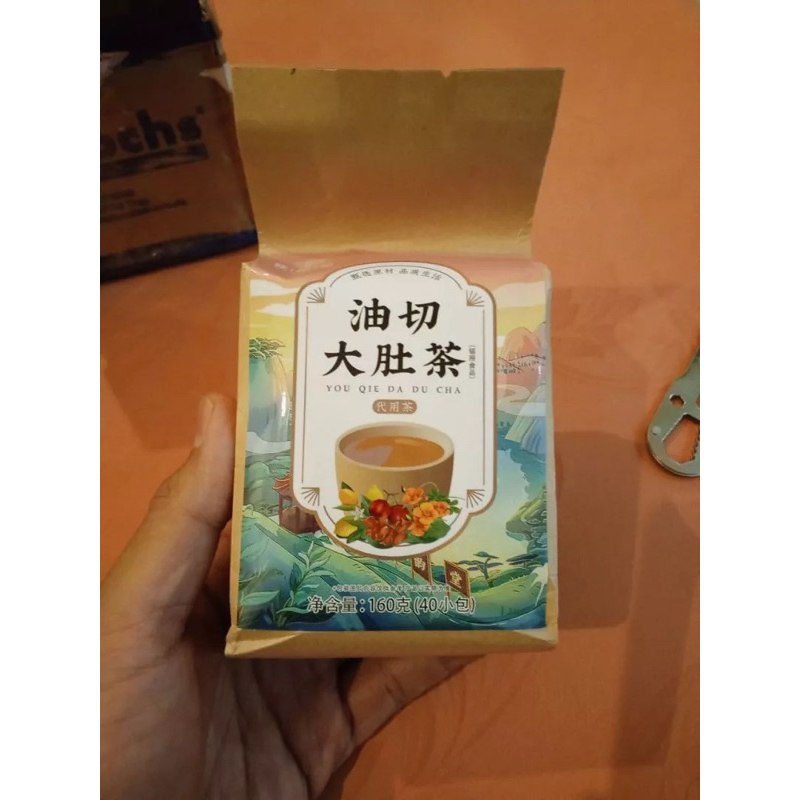 ochs
甄选原材 品质生活
油切
大肚茶
YOU QIE DA DU CHA
代用茶
净含量:160克(40小包)